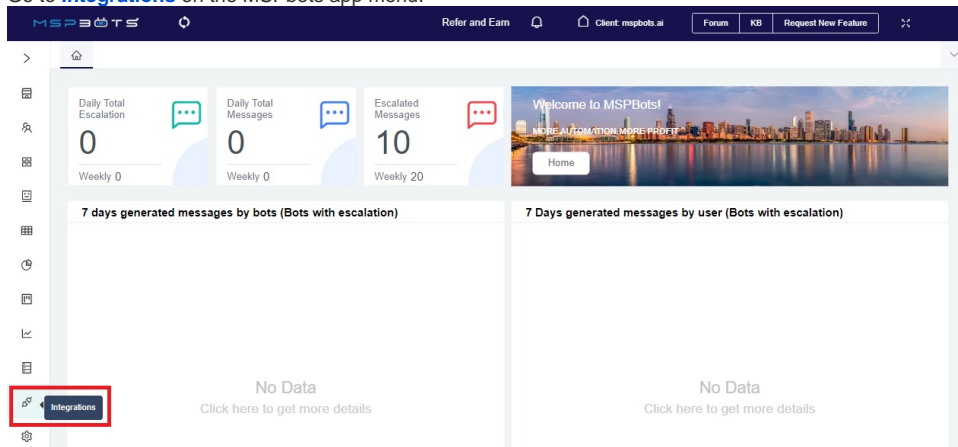 Go to Integrations on the MSPbots app menu.
MSPBOTS
Refer and Earn
Client: mspbots.ai
Forum
KB
Request New Feature
Daily Total
Escalation
0
Weekly 0
Daily Total
Messages
0
Weekly 0
Escalated
Messages
10
Weekly 20
Welcome to MSPBots!
MORE AUTOMATION,MORE PROFIT
Home
7 days generated messages by bots (Bots with escalation)
No Data
Click here to get more details
7 Days generated messages by user (Bots with escalation)
No Data
Click here to get more details
Integrations